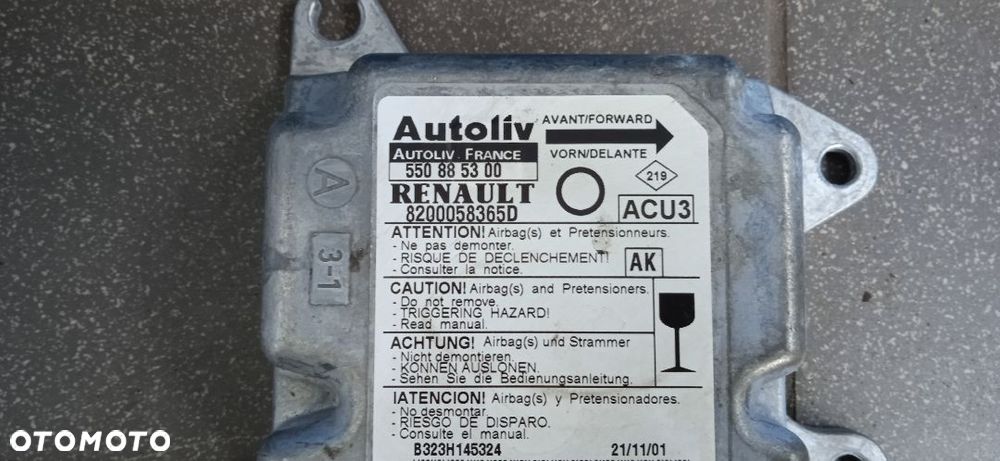 Autoliv
AVANT/FORWARD
AUTOLIV FRANCE
VORN/DELANTE
550 88 53 00
219
RENAULT
ACU3
8200058365D
A
3-1
ATTENTION! Airbag(s) et Pretensionneurs.
- Ne pas demonter.
- RISQUE DE DECLENCHEMENT!
- Consulter la notice.
AK
CAUTION! Airbag(s) and Pretensioners.
- Do not remove.
- TRIGGERING HAZARD!
- Read manual.
ACHTUNG! Airbag(s) und Strammer
- Nicht demontieren.
- KONNEN AUSLONEN.
- Sehen Sie die Bedienungsanleitung.
IATENCION! Airbag(s) y Pretensionadores.
- No desmontar.
- RIESGO DE DISPARO.
- Consulte el manual.
B323H145324 21/11/01
OTOMOTO